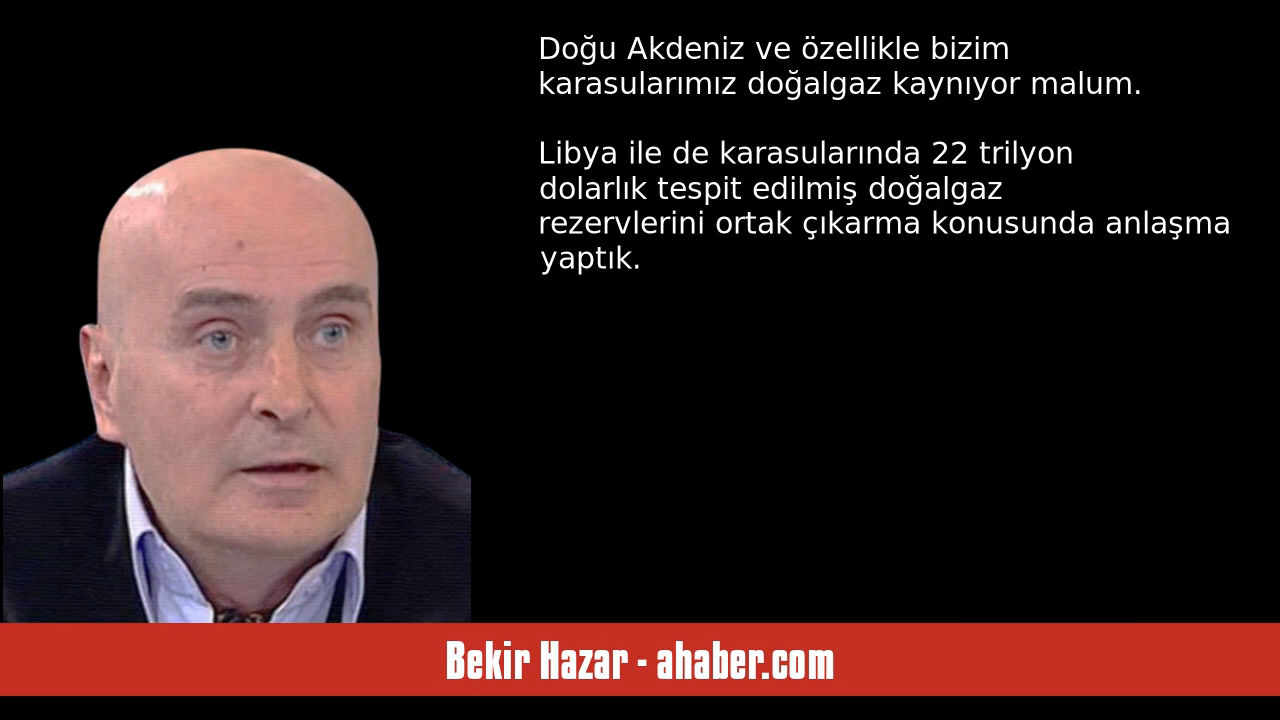 Doğu Akdeniz ve özellikle bizim
karasularımız doğalgaz kaynıyor malum.
Libya ile de karasularında 22 trilyon
dolarlık tespit edilmiş doğalgaz
rezervlerini ortak çıkarma konusunda anlaşma
yaptık.
Bekir Hazar - ahaber.com